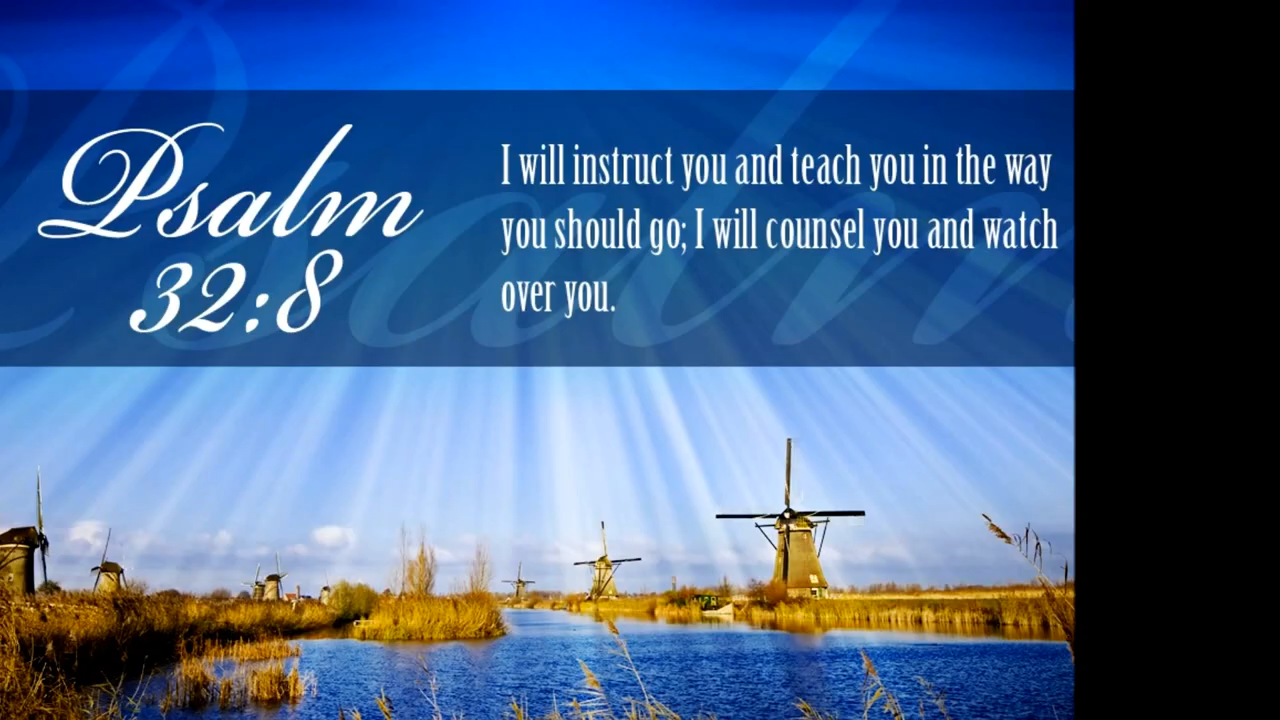 Psalm
32:8
I will instruct you and teach you in the way
you should go; I will counsel you and watch
over you.